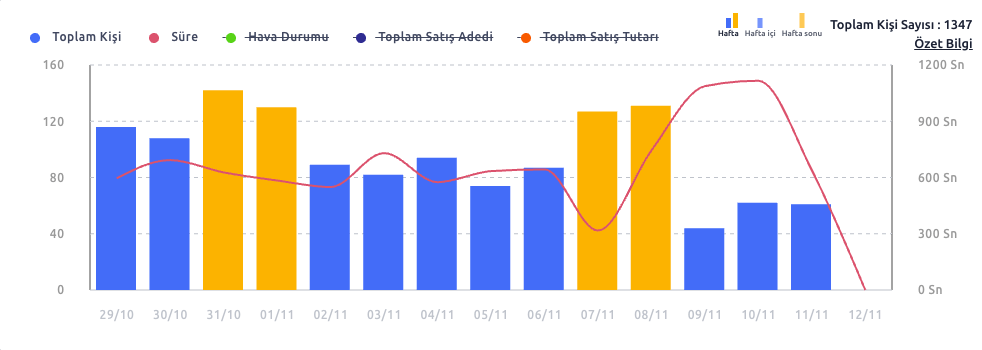 Toplam Kişi Süre Hava Durumu Toplam Satış Adedi Toplam Satış Tutarı
Hafta Hafta içi Hafta sonu
Toplam Kişi Sayısı : 1347
Özet Bilgi
160 1200 Sn
120 900 Sn
80 600 Sn
40 300 Sn
0 0 Sn
29/10 30/10 31/10 01/11 02/11 03/11 04/11 05/11 06/11 07/11 08/11 09/11 10/11 11/11 12/11